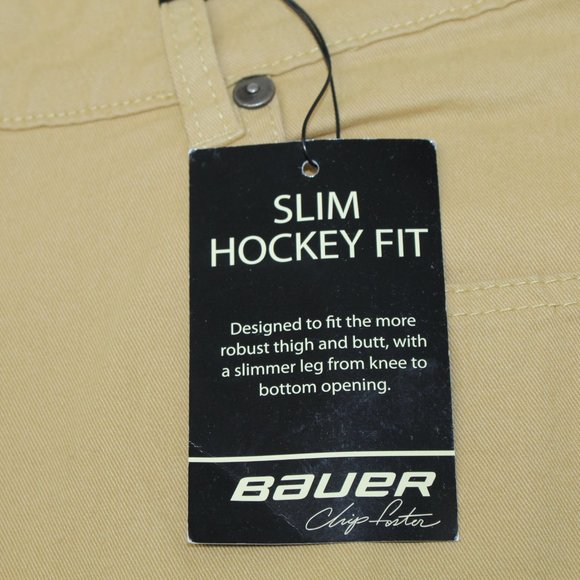 SLIM
HOCKEY FIT
Designed to fit the more
robust thigh and butt, with
a slimmer leg from knee to
bottom opening.
BAUER
Chip Foster